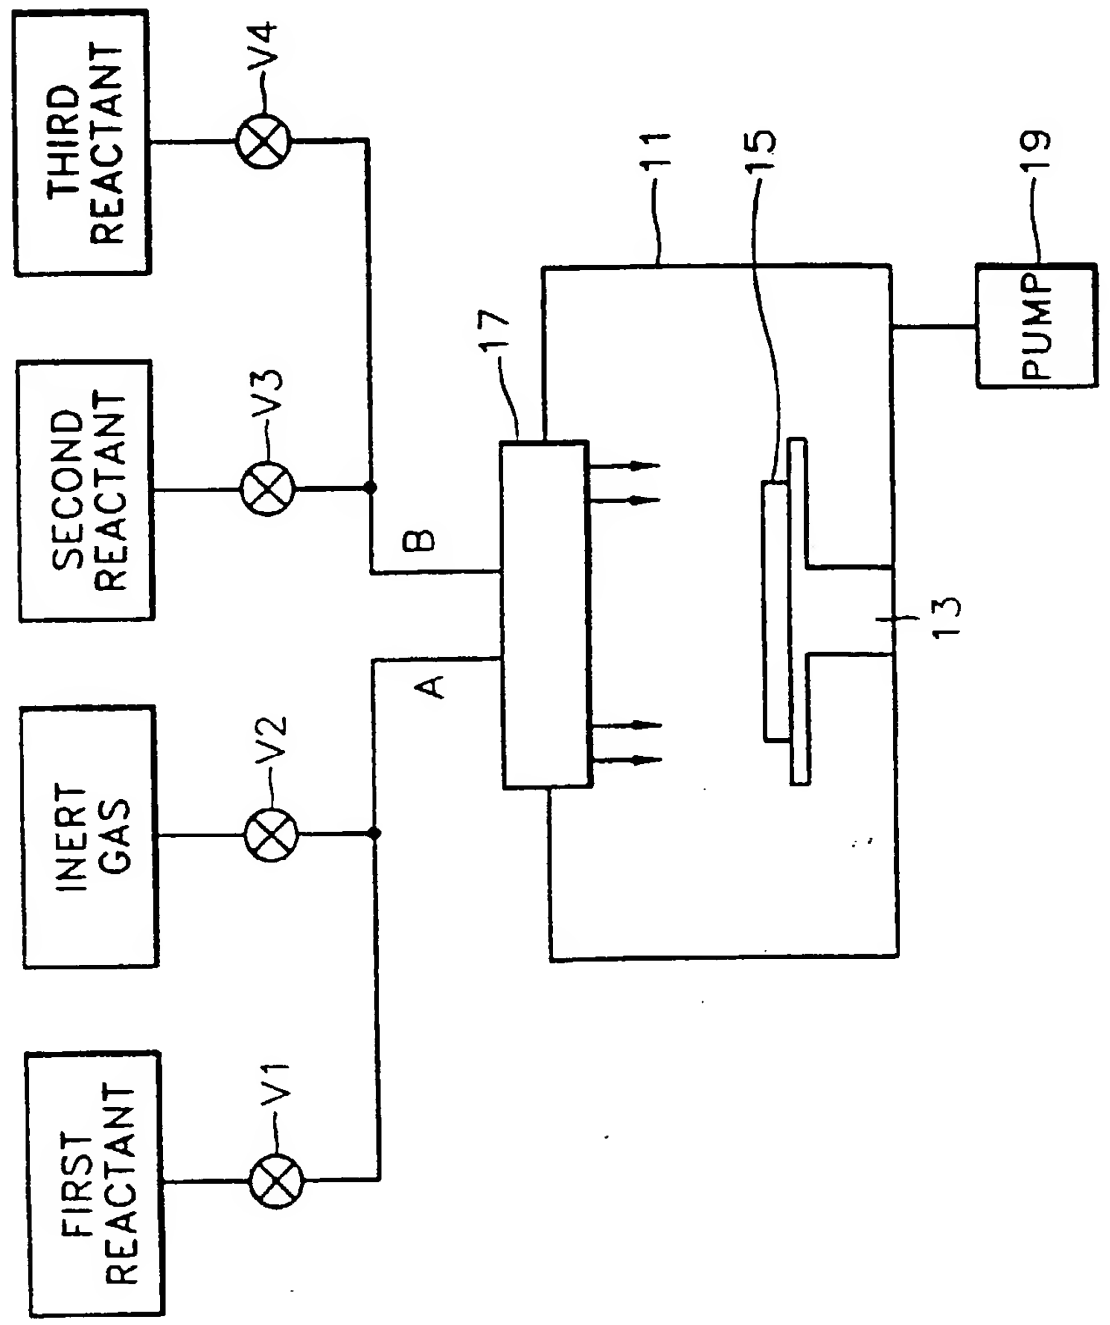 FIRST
REACTANT
INERT
GAS
SECOND
REACTANT
THIRD
REACTANT
V1
V2
V3
V4
A
B
17
11
15
13
PUMP
19